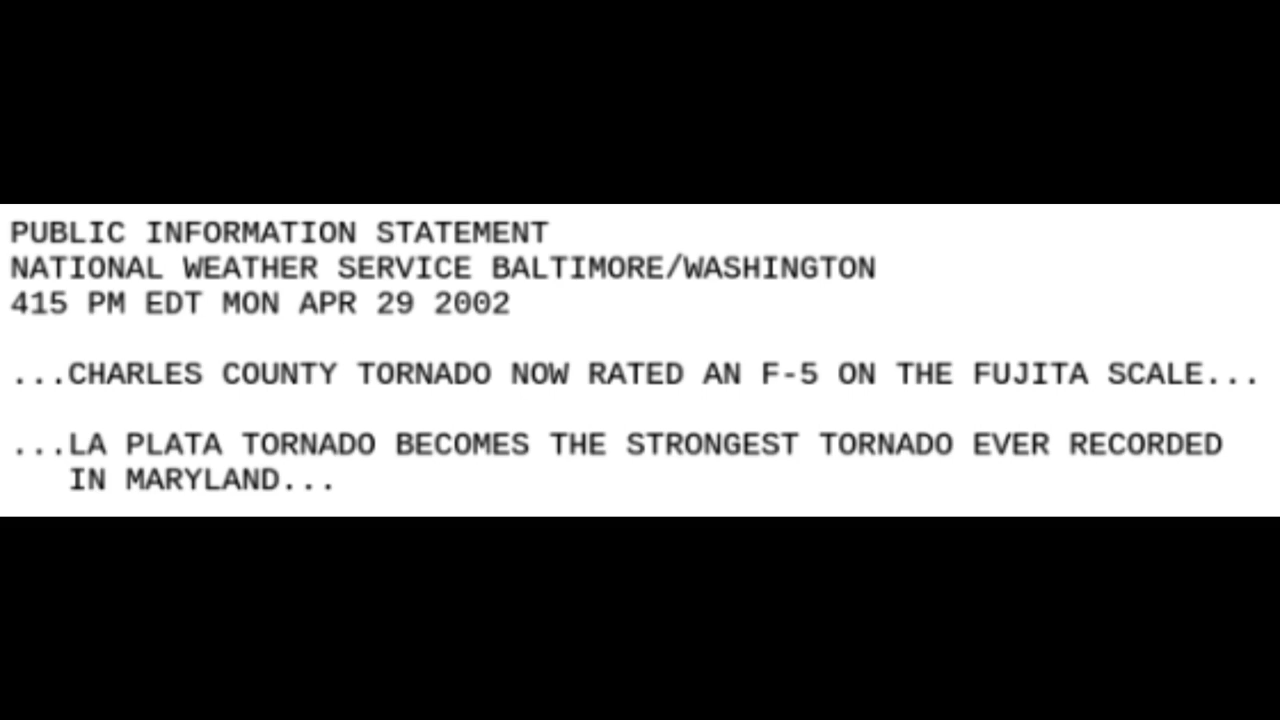 PUBLIC INFORMATION STATEMENT
NATIONAL WEATHER SERVICE BALTIMORE/WASHINGTON
415 PM EDT MON APR 29 2002
...CHARLES COUNTY TORNADO NOW RATED AN F-5 ON THE FUJITA SCALE...
...LA PLATA TORNADO BECOMES THE STRONGEST TORNADO EVER RECORDED
IN MARYLAND...